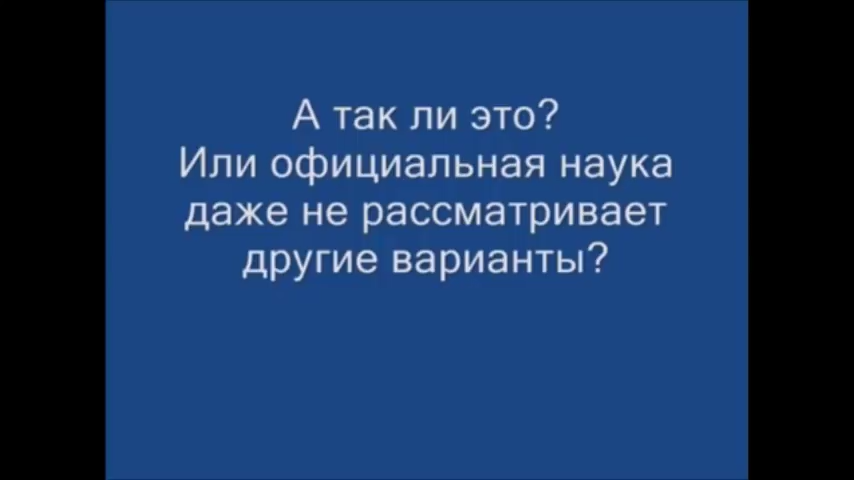 А так ли это?
Или официальная наука
даже не рассматривает
другие варианты?